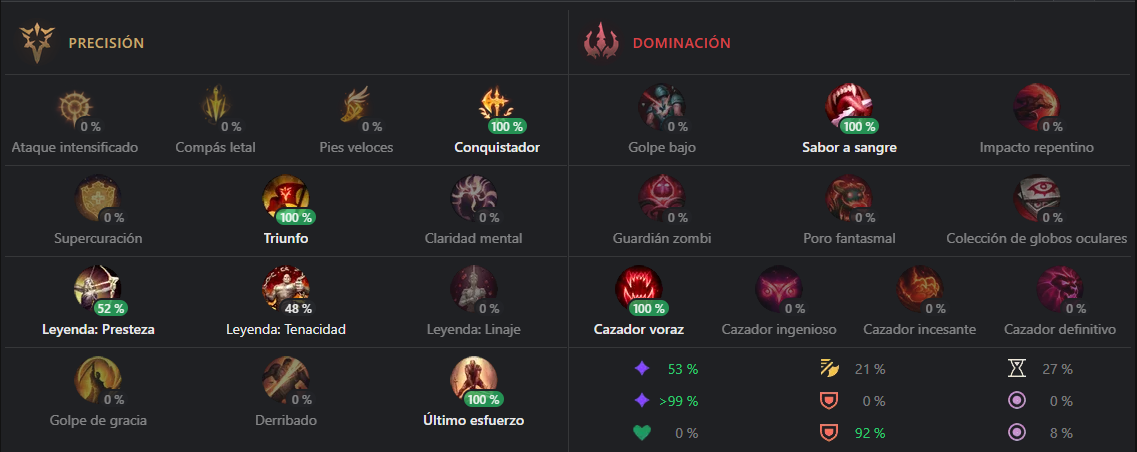 PRECISIÓN
0 % 0 % 0 % 100 %
Ataque intensificado Compás letal Pies veloces Conquistador
0 % 100 % 0 %
Supercuración Triunfo Claridad mental
52 % 48 % 0 %
Leyenda: Presteza Leyenda: Tenacidad Leyenda: Linaje
0 % 0 % 100 %
Golpe de gracia Derribado Último esfuerzo
DOMINACIÓN
0 % 100 % 0 %
Golpe bajo Sabor a sangre Impacto repentino
0 % 0 % 0 %
Guardián zombi Poro fantasmal Colección de globos oculares
100 % 0 % 0 % 0 %
Cazador voraz Cazador ingenioso Cazador incesante Cazador definitivo
53 % 21 % 27 %
>99 % 0 % 0 %
0 % 92 % 8 %